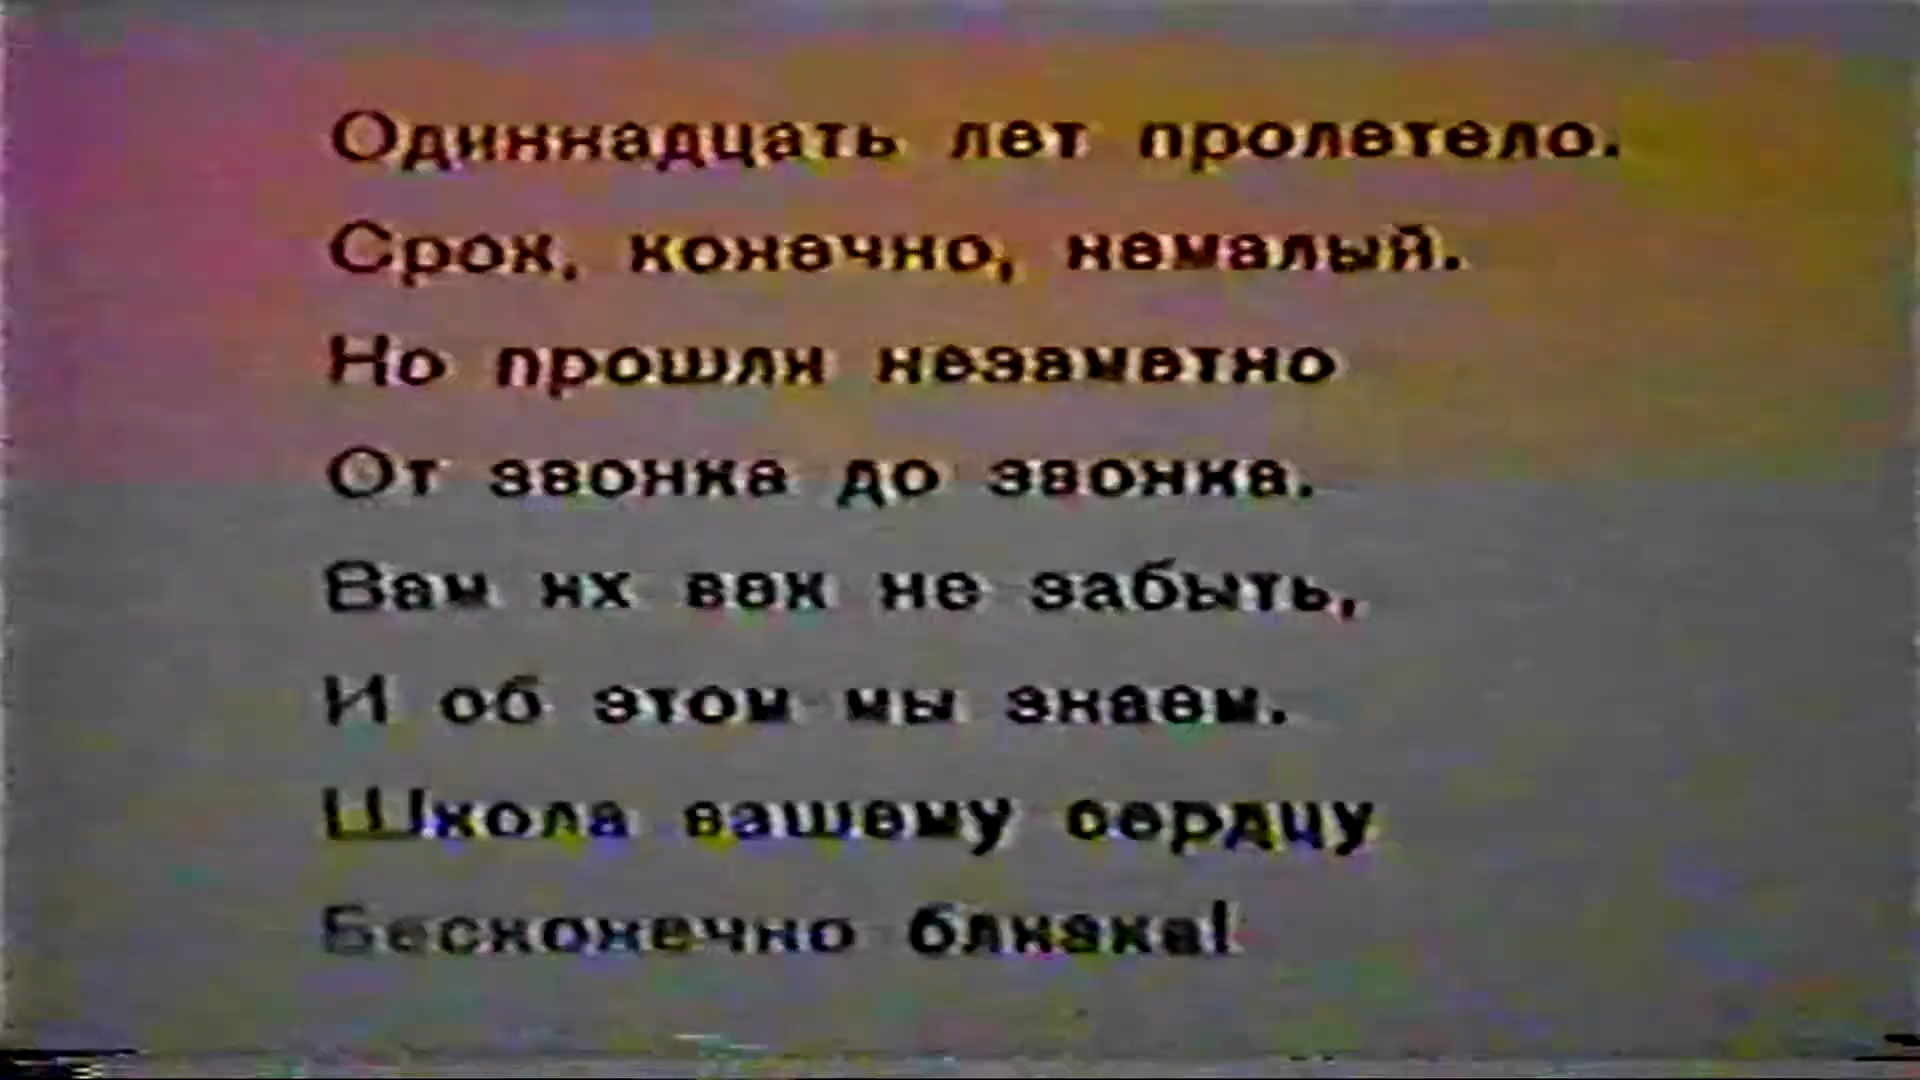 Одиннадцать лет пролетело.
Срок, конечно, немалый.
Но прошли незаметно
От звонка до звонка.
Вам их век не забыть,
И об этом мы знаем.
Школа вашему сердцу
Бесконечно близка!